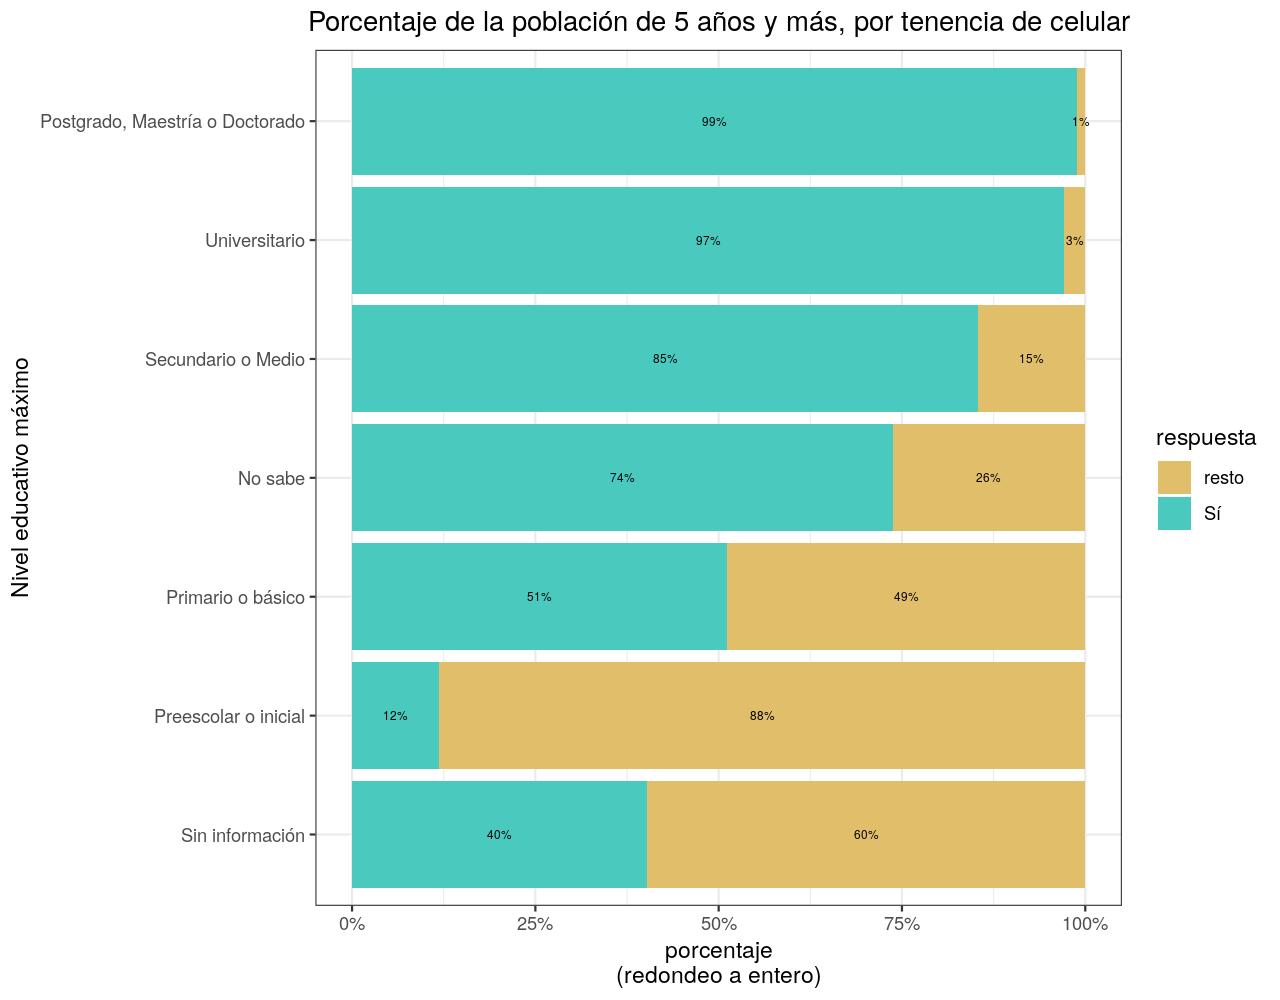 Porcentaje de la población de 5 años y más, por tenencia de celular
Nivel educativo máximo
Postgrado, Maestría o Doctorado
99%
1%
Universitario
97%
3%
Secundario o Medio
85%
15%
No sabe
74%
26%
Primario o básico
51%
49%
Preescolar o inicial
12%
88%
Sin información
40%
60%
0%
25%
50%
75%
100%
porcentaje
(redondeo a entero)
respuesta
resto
Sí